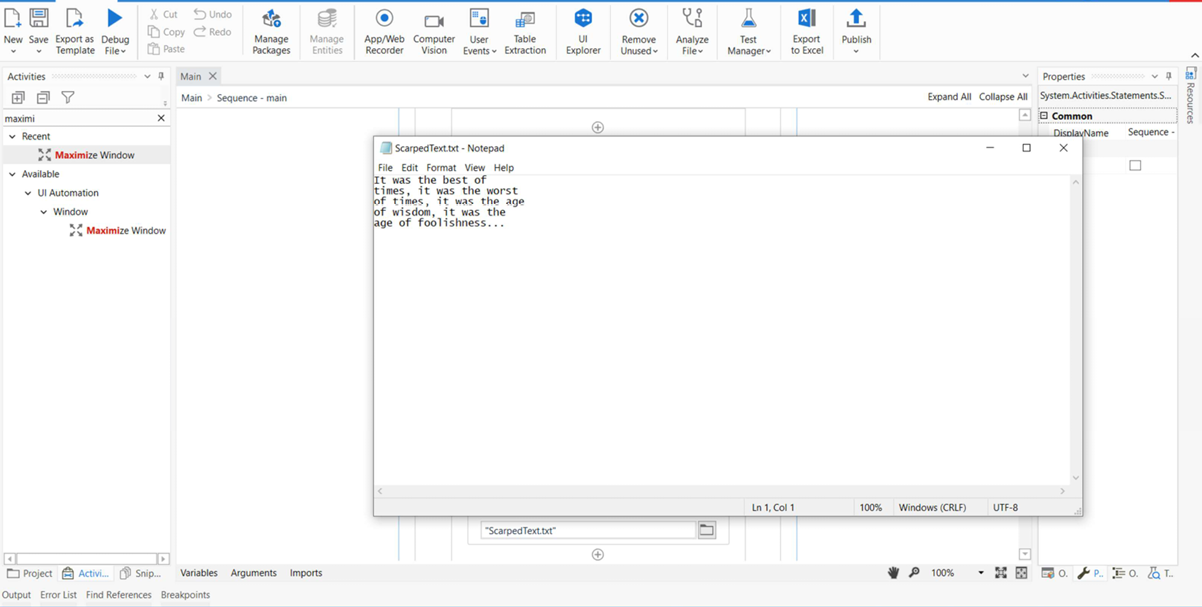 New Save Export as Template Debug File
Cut Copy Paste Undo Redo
Manage Packages
Manage Entities
App/Web Recorder
Computer Vision
User Events
Table Extraction
UI Explorer
Remove Unused
Analyze File
Test Manager
Export to Excel
Publish
Activities
maximi
Recent
Maximize Window
Available
UI Automation
Window
Maximize Window
Main
Main > Sequence - main
Expand All Collapse All
ScarpedText.txt - Notepad
File Edit Format View Help
It was the best of
times, it was the worst
of times, it was the age
of wisdom, it was the
age of foolishness...
Ln 1, Col 1 100% Windows (CRLF) UTF-8
"ScarpedText.txt"
Properties
System.Activities.Statements.S...
Common
DisplayName Sequence -
Resources
Project Activi... Snip...
Variables Arguments Imports
100%
O. P... O. T...
Output Error List Find References Breakpoints